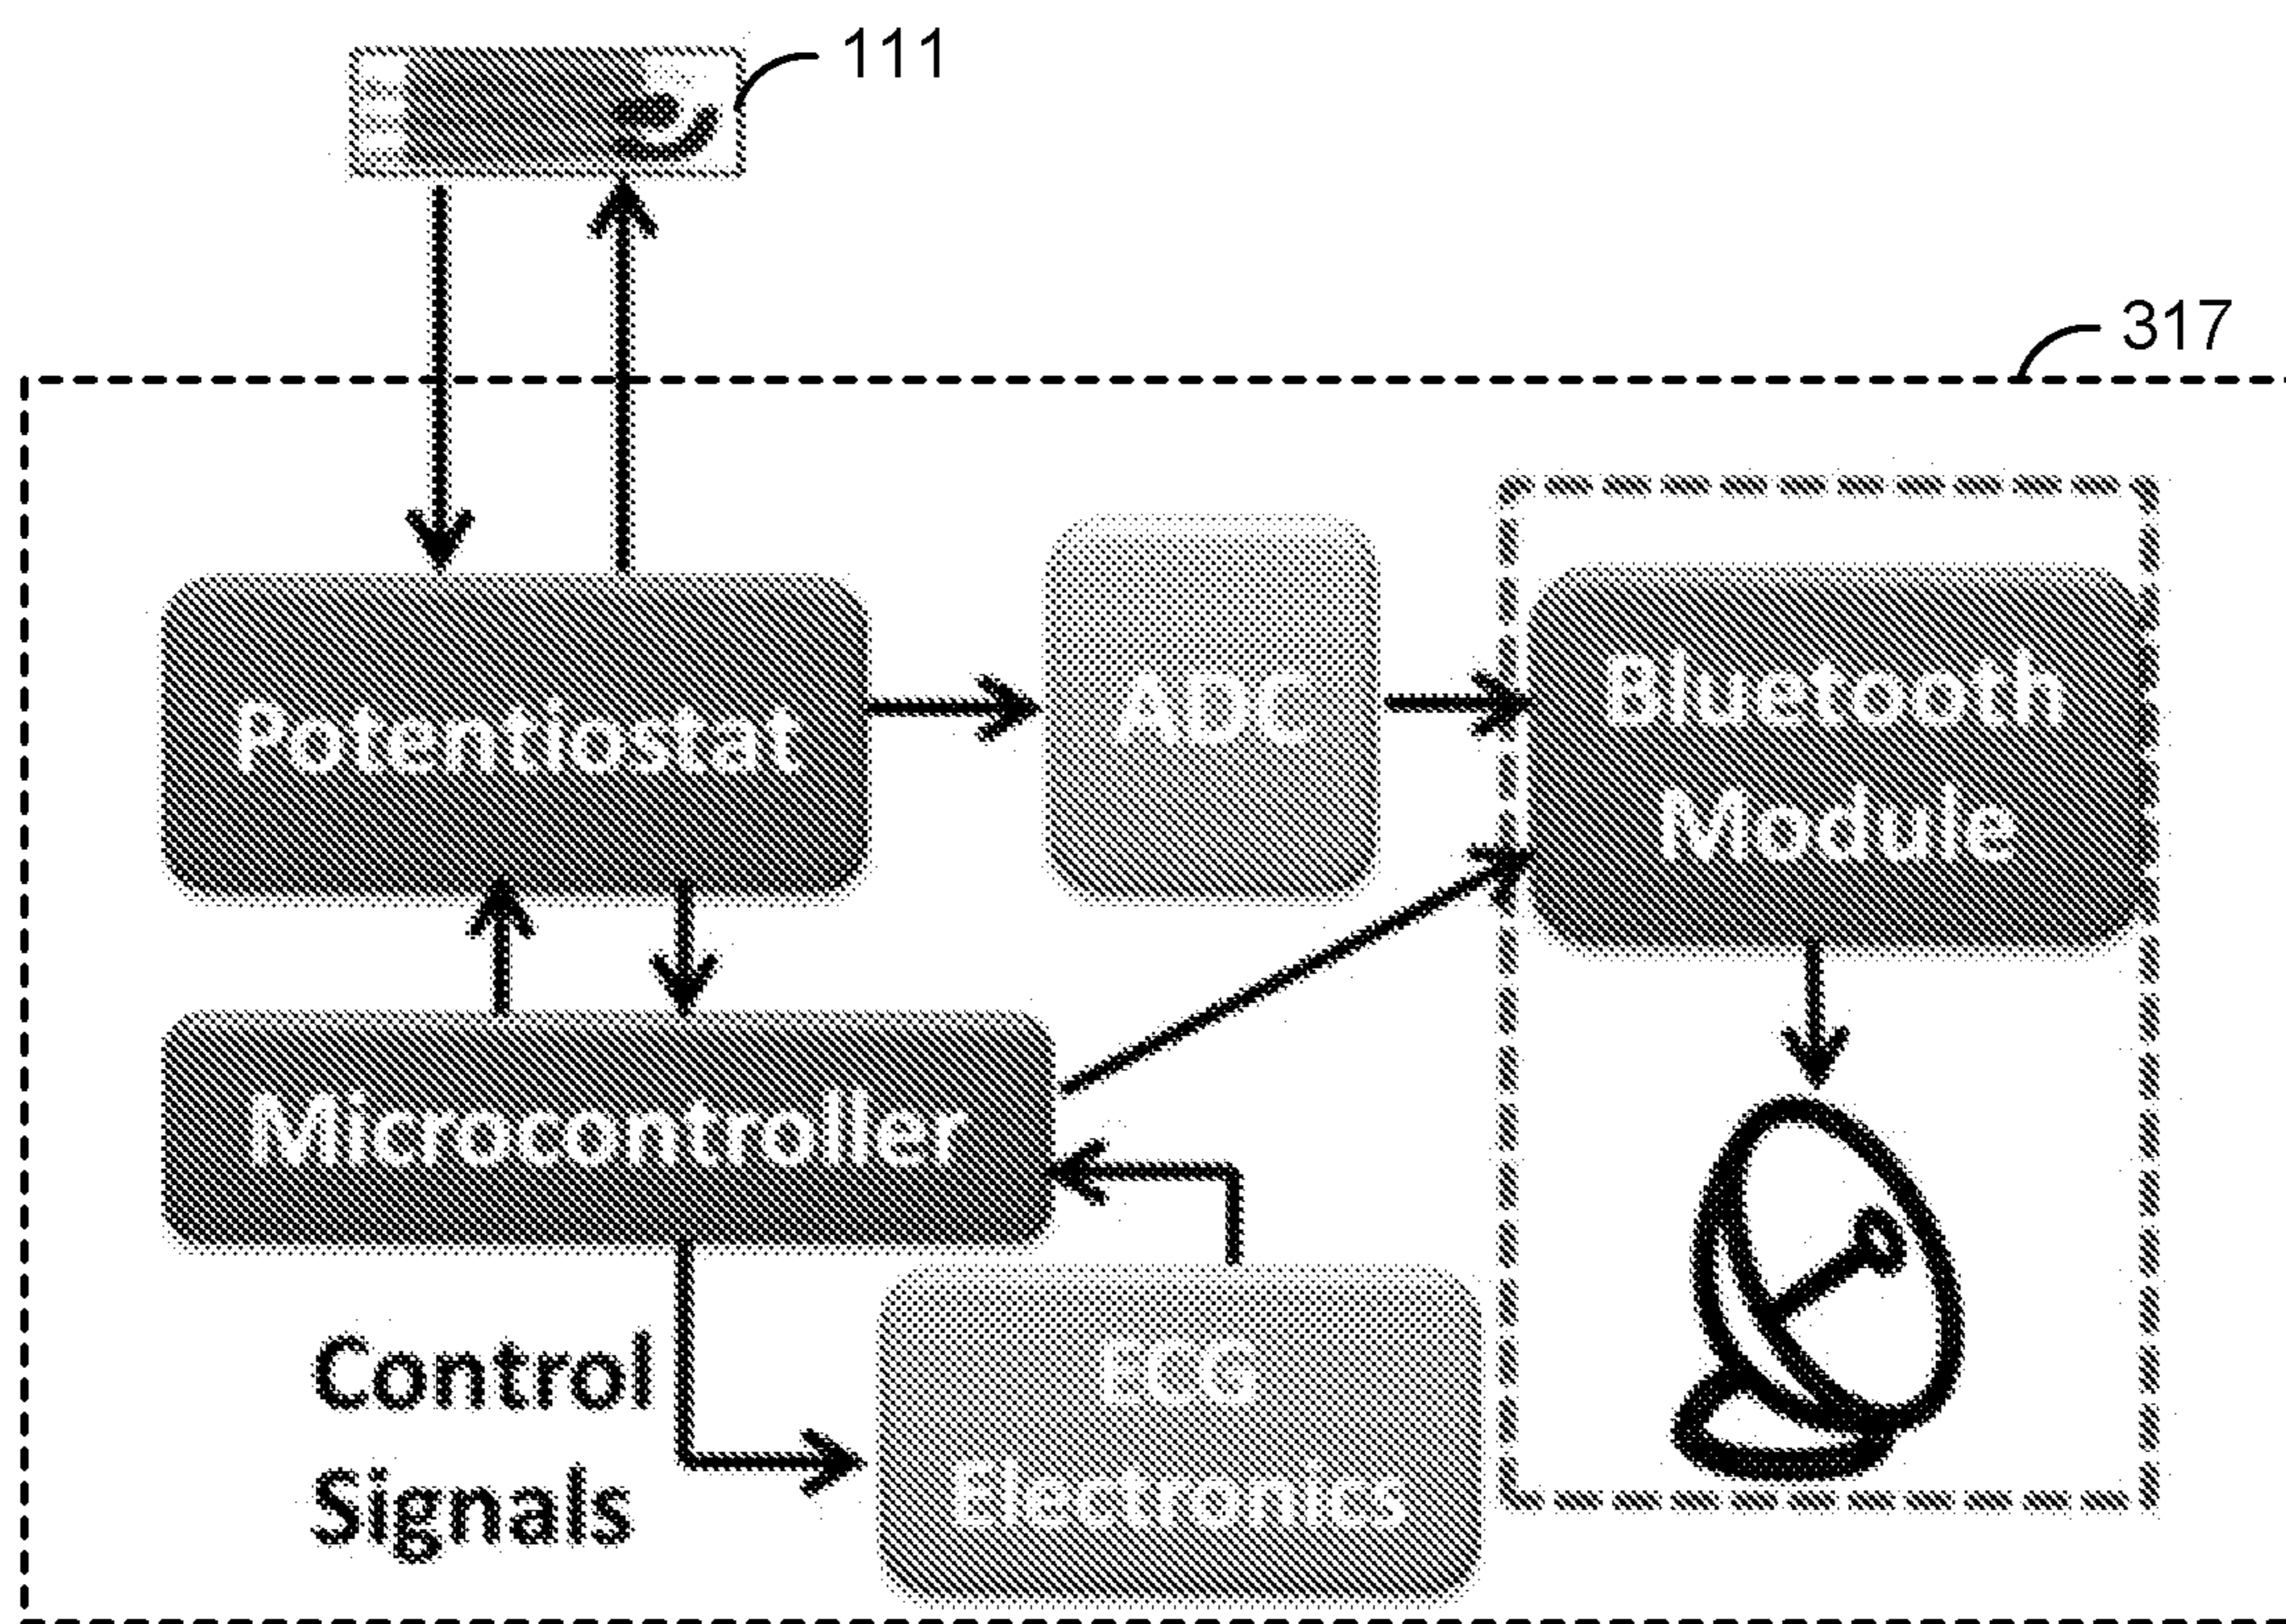 111
317
Potentiostat
ADC
Bluetooth
Module
Microcontroller
Control
Signals
ECG
Electronics